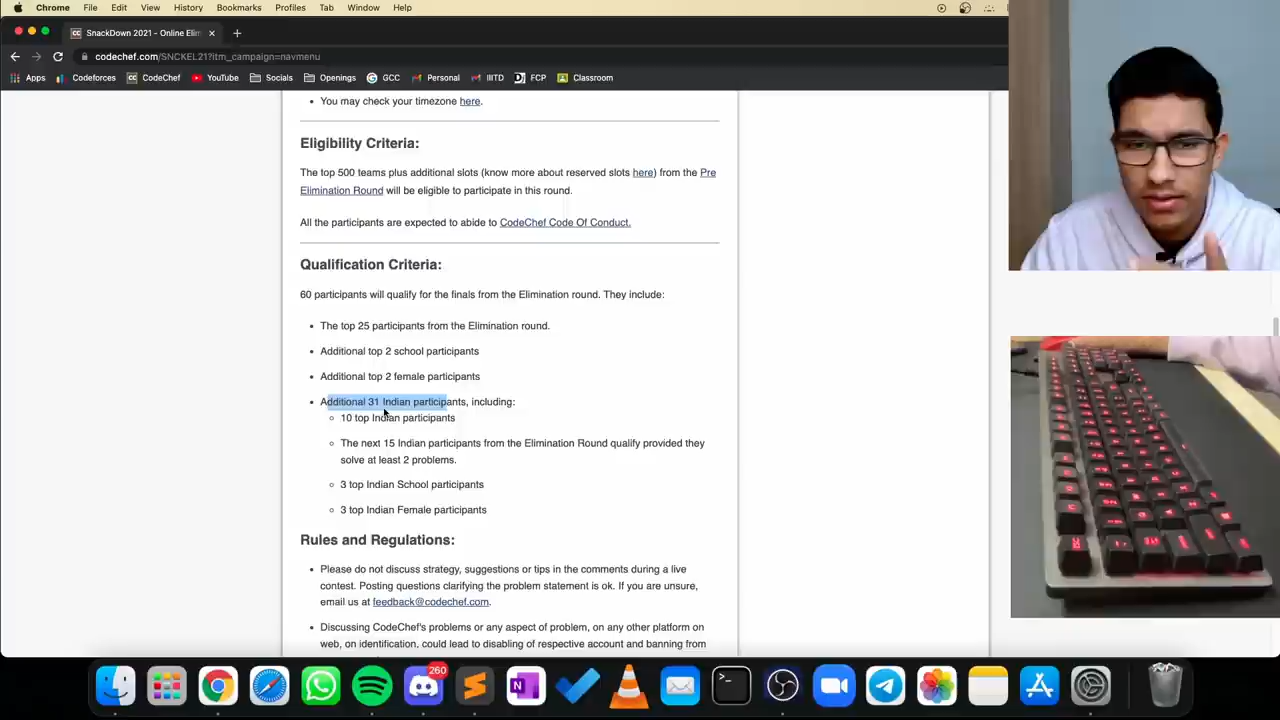 Chrome File Edit View History Bookmarks Profiles Tab Window Help
SnackDown 2021 - Online Elim
codechef.com/SNCKEL21?itm_campaign=navmenu
Apps Codeforces CodeChef YouTube Socials Openings GCC Personal IIITD FCP Classroom
You may check your timezone here.
Eligibility Criteria:
The top 500 teams plus additional slots (know more about reserved slots here) from the Pre
Elimination Round will be eligible to participate in this round.
All the participants are expected to abide to CodeChef Code Of Conduct.
Qualification Criteria:
60 participants will qualify for the finals from the Elimination round. They include:
The top 25 participants from the Elimination round.
Additional top 2 school participants
Additional top 2 female participants
Additional 31 Indian participants, including:
10 top Indian participants
The next 15 Indian participants from the Elimination Round qualify provided they
solve at least 2 problems.
3 top Indian School participants
3 top Indian Female participants
Rules and Regulations:
Please do not discuss strategy, suggestions or tips in the comments during a live
contest. Posting questions clarifying the problem statement is ok. If you are unsure,
email us at feedback@codechef.com.
Discussing CodeChef's problems or any aspect of problem, on any other platform on
web, on identification, could lead to disabling of respective account and banning from
260